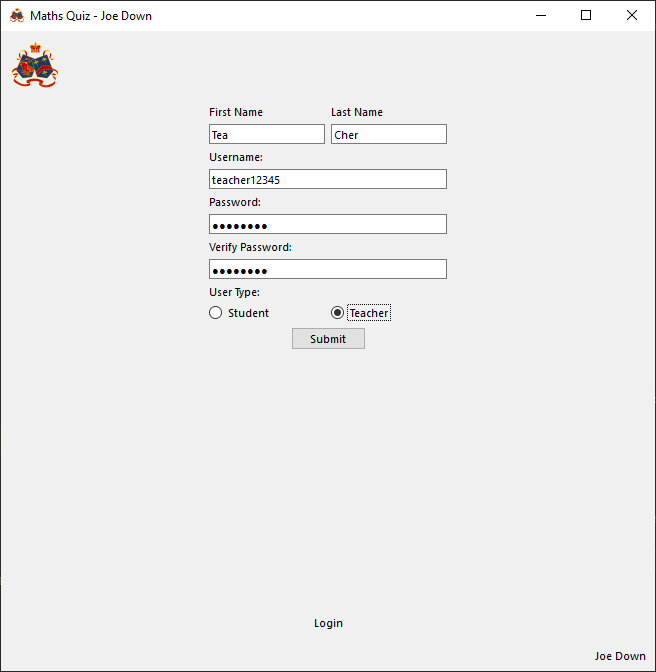 Maths Quiz - Joe Down
First Name Last Name
Tea Cher
Username:
teacher12345
Password:
●●●●●●●●
Verify Password:
●●●●●●●●
User Type:
Student Teacher
Submit
Login
Joe Down